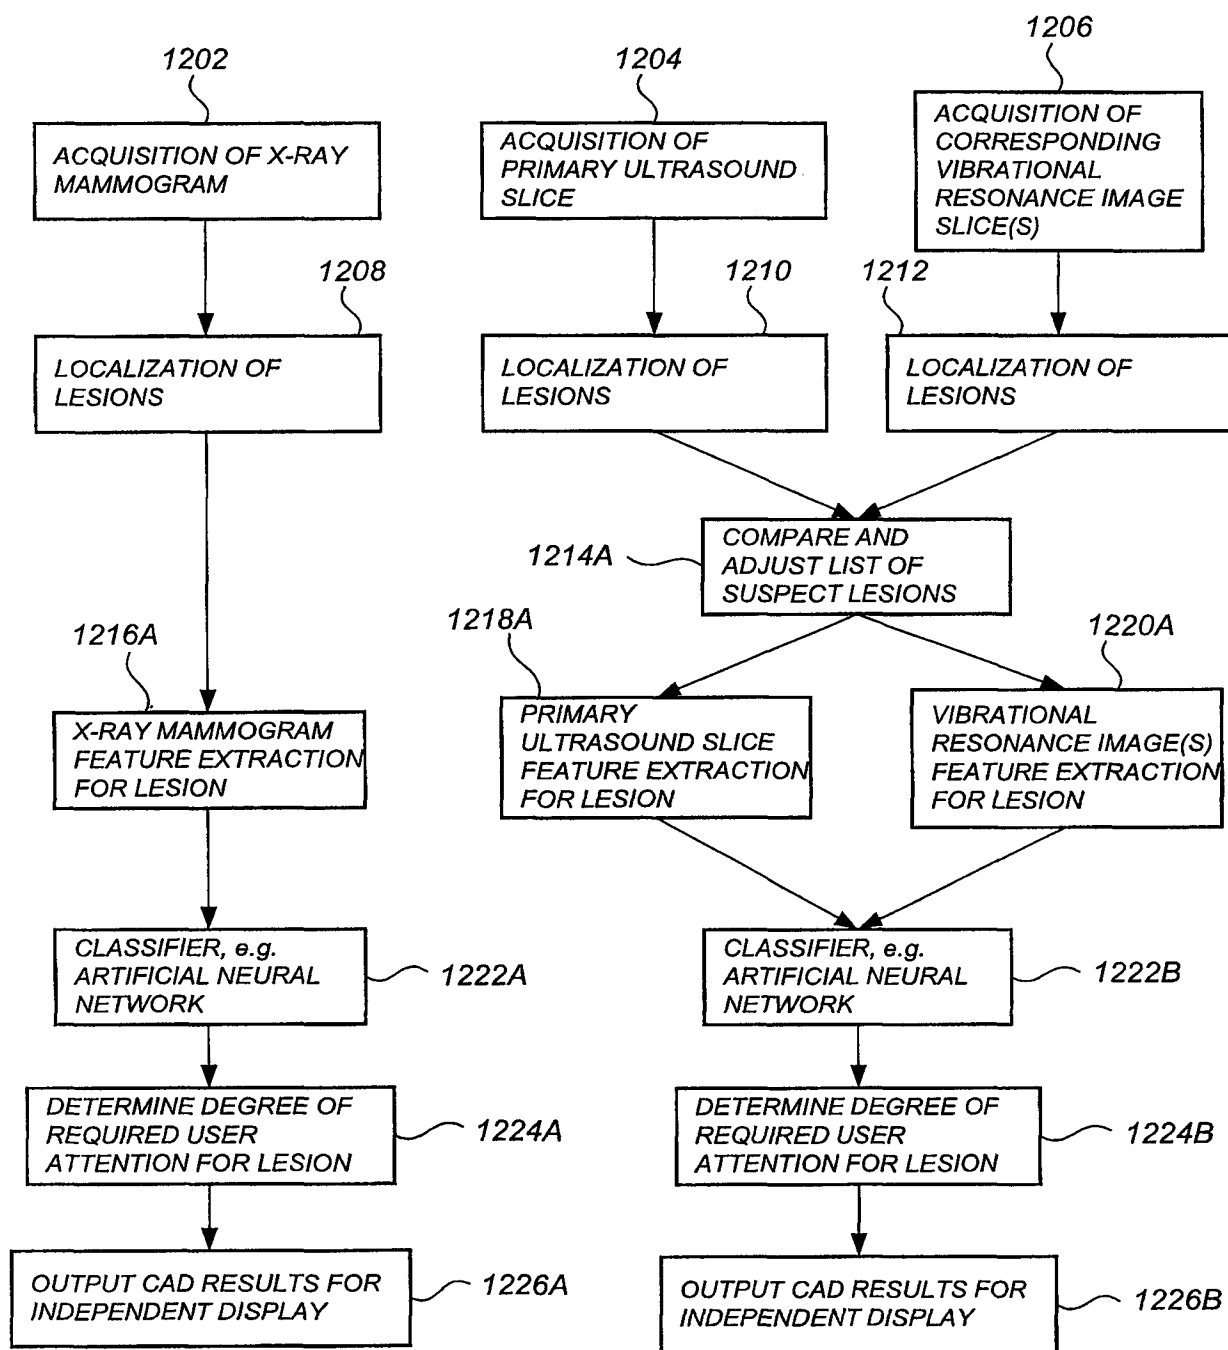 1202
1204
1206
ACQUISITION OF X-RAY
MAMMOGRAM
ACQUISITION OF
PRIMARY ULTRASOUND
SLICE
ACQUISITION OF
CORRESPONDING
VIBRATIONAL
RESONANCE IMAGE
SLICE(S)
1208
1210
1212
LOCALIZATION OF
LESIONS
LOCALIZATION OF
LESIONS
LOCALIZATION OF
LESIONS
1214A
COMPARE AND
ADJUST LIST OF
SUSPECT LESIONS
1216A
1218A
1220A
X-RAY MAMMOGRAM
FEATURE EXTRACTION
FOR LESION
PRIMARY
ULTRASOUND SLICE
FEATURE EXTRACTION
FOR LESION
VIBRATIONAL
RESONANCE IMAGE(S)
FEATURE EXTRACTION
FOR LESION
CLASSIFIER, e.g.
ARTIFICIAL NEURAL
NETWORK
1222A
CLASSIFIER, e.g.
ARTIFICIAL NEURAL
NETWORK
1222B
DETERMINE DEGREE OF
REQUIRED USER
ATTENTION FOR LESION
1224A
DETERMINE DEGREE OF
REQUIRED USER
ATTENTION FOR LESION
1224B
OUTPUT CAD RESULTS FOR
INDEPENDENT DISPLAY
1226A
OUTPUT CAD RESULTS FOR
INDEPENDENT DISPLAY
1226B